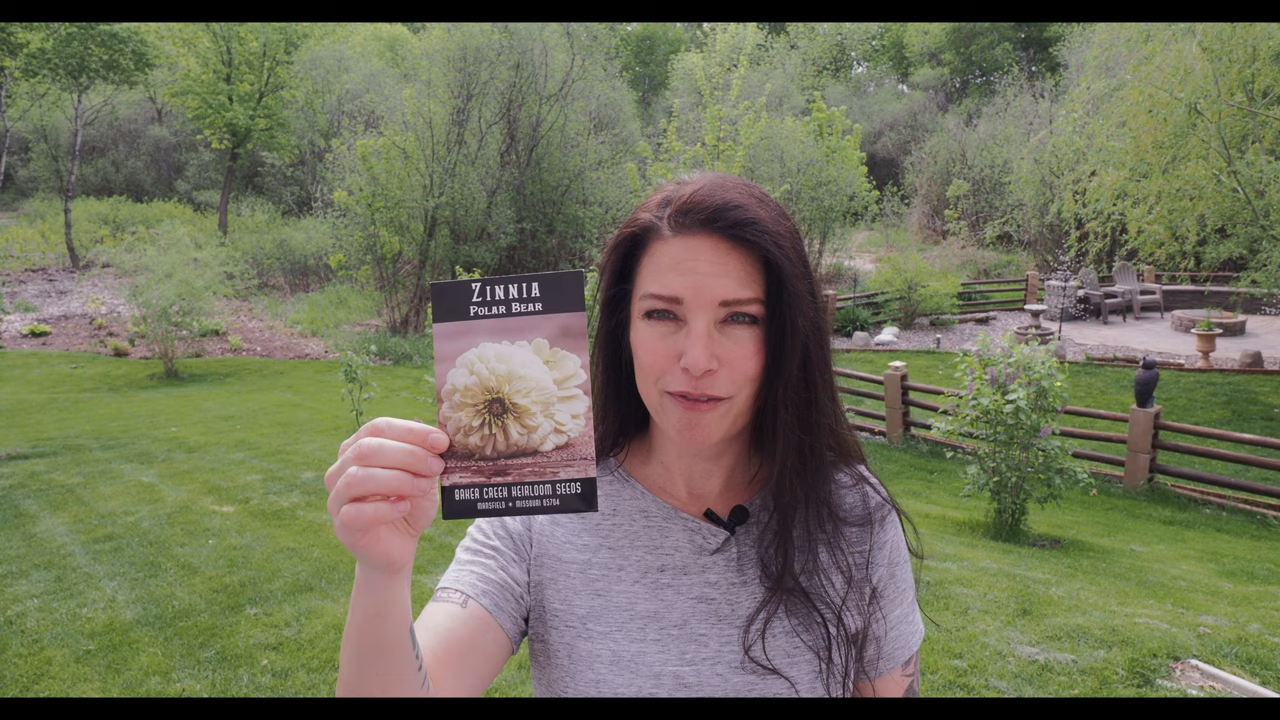 ZINNIA
POLAR BEAR
BAKER CREEK HEIRLOOM SEEDS
MANSFIELD * MISSOURI 65704